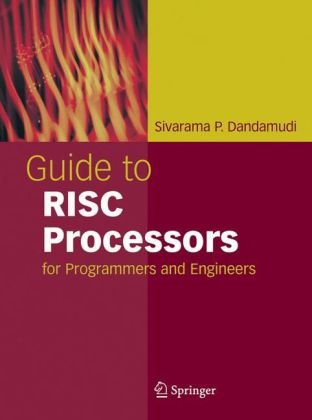 Sivarama P. Dandamudi
Guide to
RISC
Processors
for Programmers and Engineers
Springer